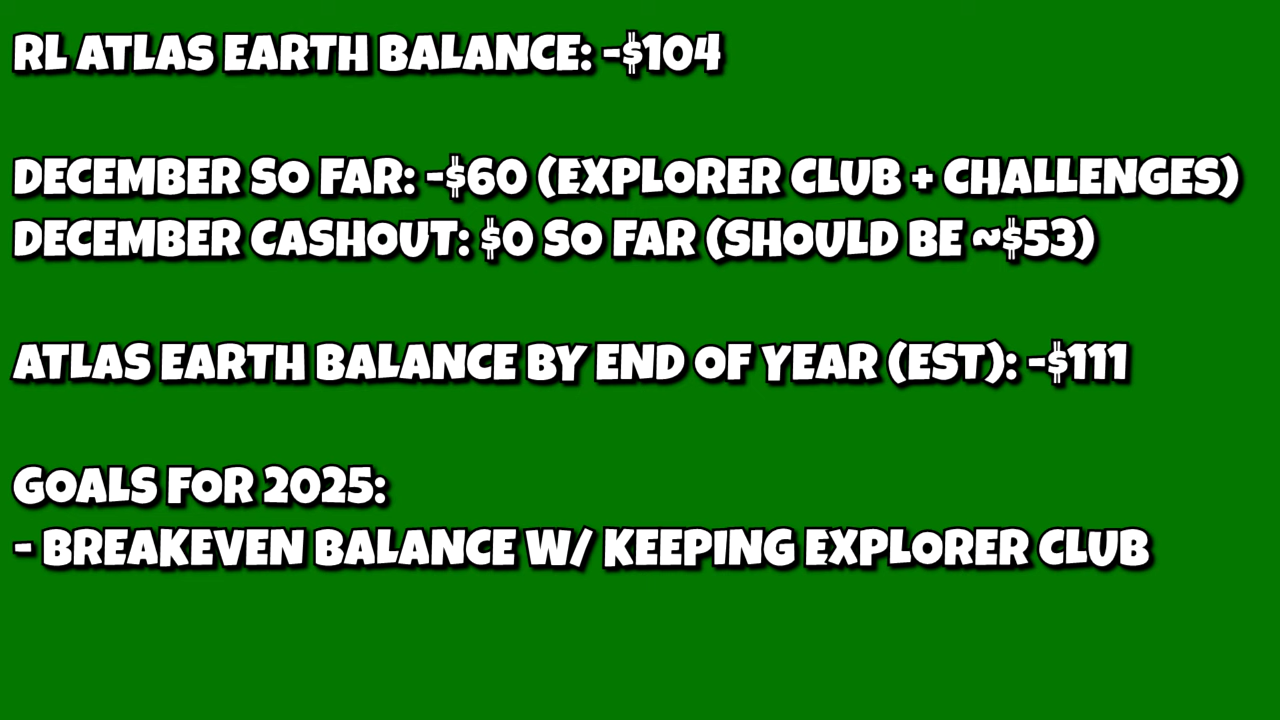 RL ATLAS EARTH BALANCE: -$104
DECEMBER SO FAR: -$60 (EXPLORER CLUB + CHALLENGES)
DECEMBER CASHOUT: $0 SO FAR (SHOULD BE ~$53)
ATLAS EARTH BALANCE BY END OF YEAR (EST): -$111
GOALS FOR 2025:
- BREAKEVEN BALANCE W/ KEEPING EXPLORER CLUB